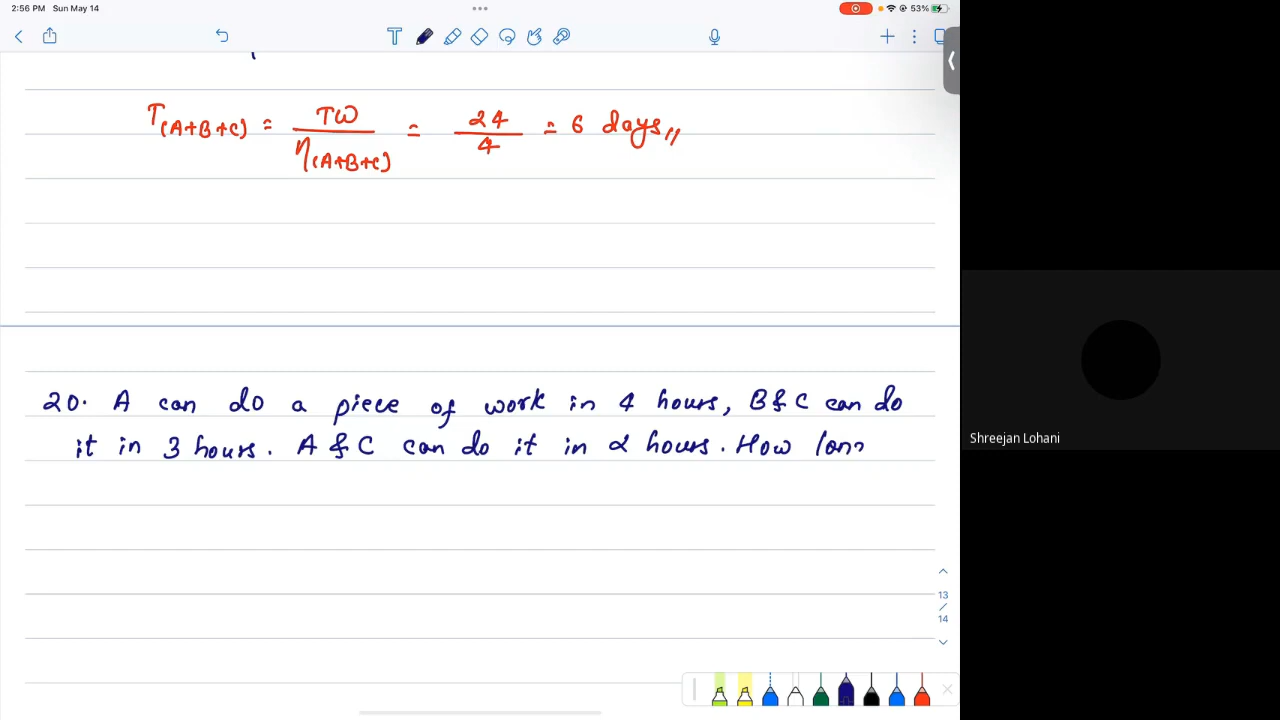 2:56 PM Sun May 14
53%
T(A+B+C) = TW / η(A+B+C) = 24 / 4 = 6 days,,
20. A can do a piece of work in 4 hours, B & C can do
it in 3 hours. A & C can do it in 2 hours. How lon
Shreejan Lohani
13
/
14